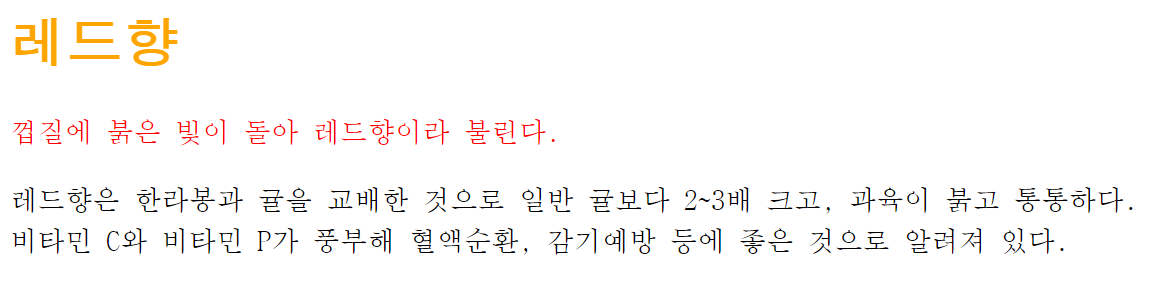 레드향
껍질에 붉은 빛이 돌아 레드향이라 불린다.
레드향은 한라봉과 귤을 교배한 것으로 일반 귤보다 2~3배 크고, 과육이 붉고 통통하다.
비타민 C와 비타민 P가 풍부해 혈액순환, 감기예방 등에 좋은 것으로 알려져 있다.